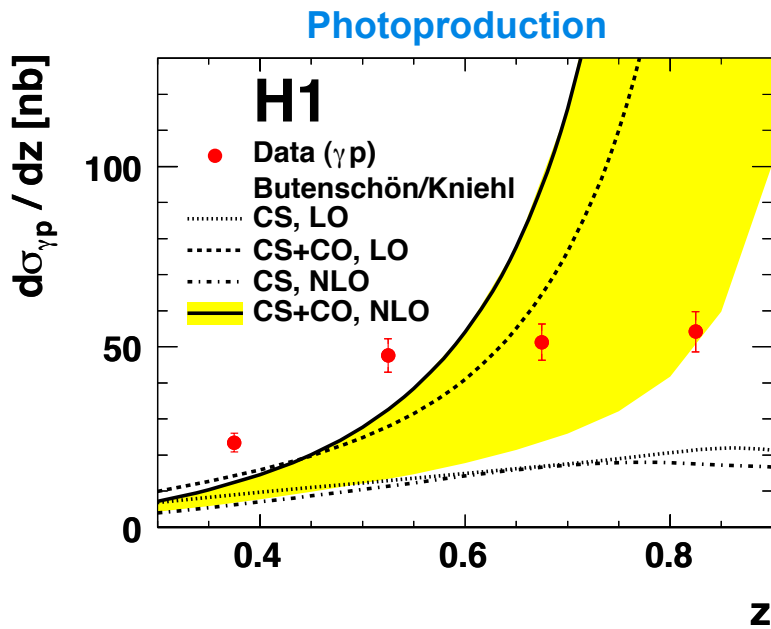 Photoproduction
dσγp / dz [nb]
H1
Data (γp)
Butenschön/Kniehl
CS, LO
CS+CO, LO
CS, NLO
CS+CO, NLO
100
50
0
0.4 0.6 0.8
z